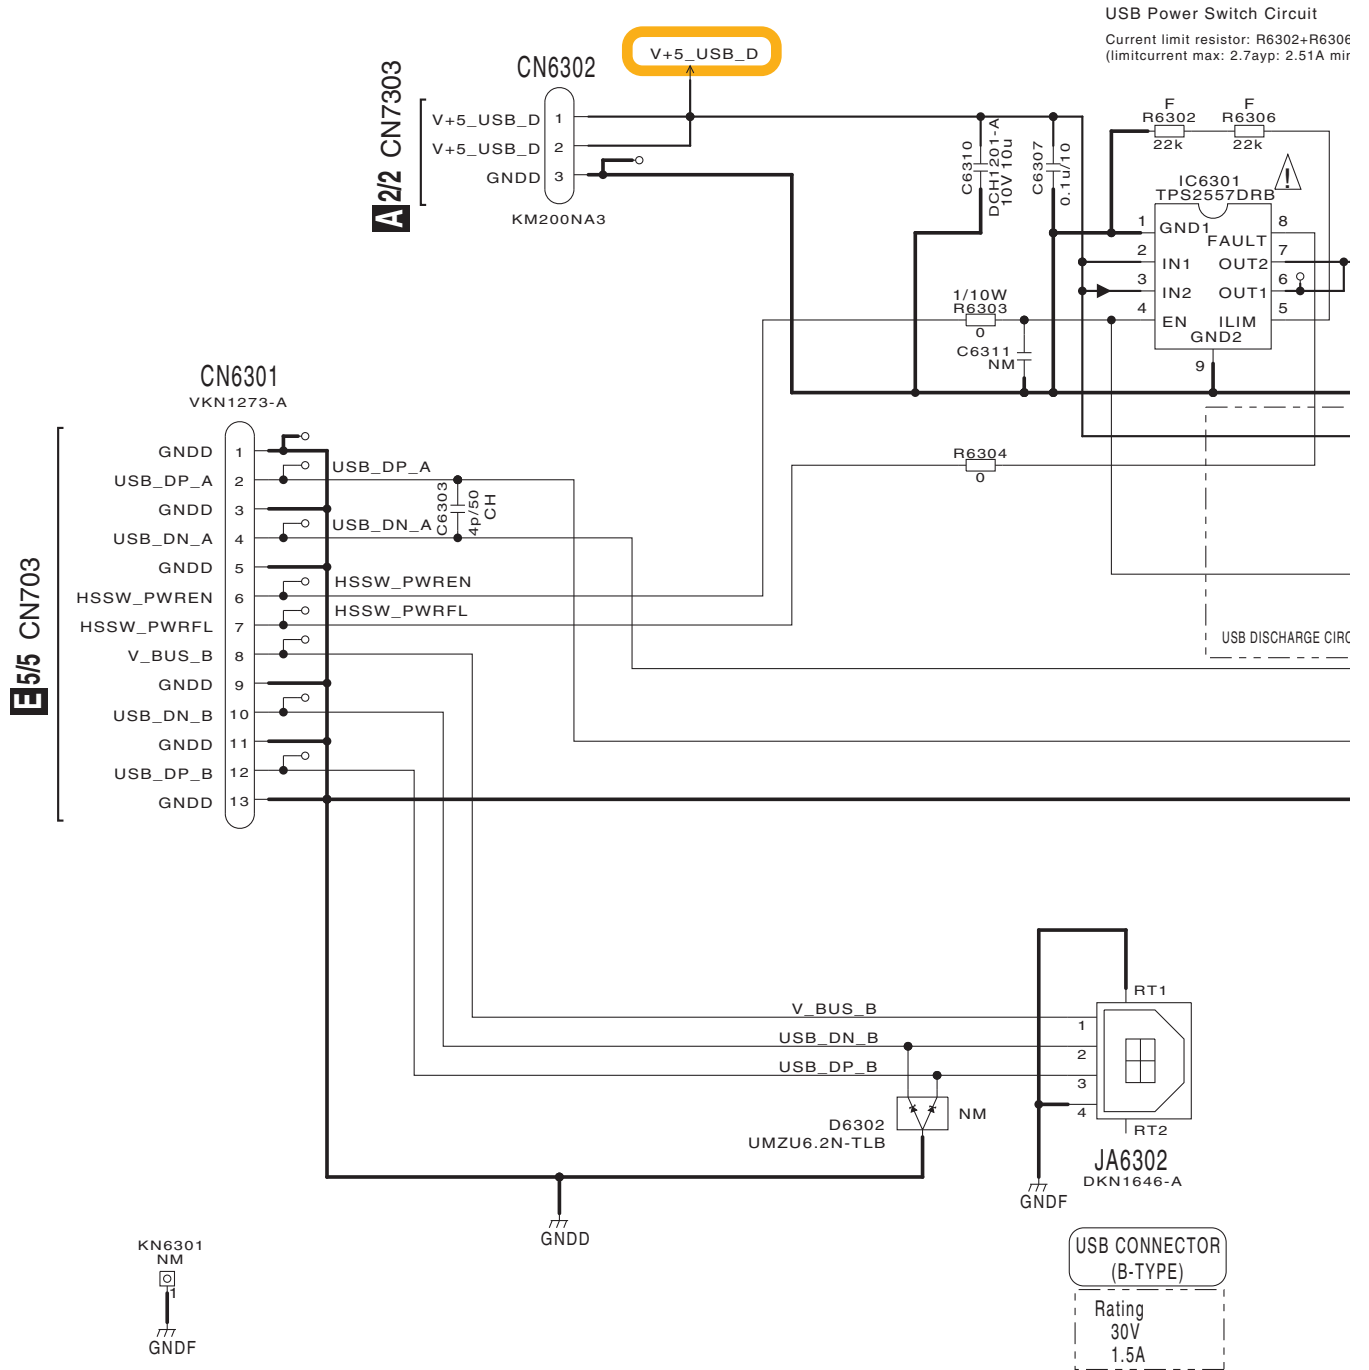 USB Power Switch Circuit
Current limit resistor: R6302+R6306
(limitcurrent max: 2.7ayp: 2.51A
V+5_USB_D
CN6302
A 2/2 CN7303
V+5_USB_D 1
V+5_USB_D 2
GNDD 3
KM200NA3
C6310
DCH1201-A
10V 10u
C6307
0.1u/10
F
R6302
22k
F
R6306
22k
IC6301
TPS2557DRB
1 GND1
2 IN1
3 IN2
4 EN
FAULT 8
OUT2 7
OUT1 6
ILIM 5
GND2
9
1/10W
R6303
0
C6311
NM
R6304
0
USB DISCHARGE
CN6301
VKN1273-A
E 5/5 CN703
GNDD 1
USB_DP_A 2 USB_DP_A
GNDD 3
USB_DN_A 4 USB_DN_A
GNDD 5
HSSW_PWREN 6 HSSW_PWREN
HSSW_PWRFL 7 HSSW_PWRFL
V_BUS_B 8
GNDD 9
USB_DN_B 10
GNDD 11
USB_DP_B 12
GNDD 13
C6303
4p/50
CH
V_BUS_B
USB_DN_B
USB_DP_B
D6302
UMZU6.2N-TLB
NM
RT1
1
2
3
4
RT2
JA6302
DKN1646-A
GNDF
GNDD
USB CONNECTOR
(B-TYPE)
Rating
30V
1.5A
KN6301
NM
1
GNDF